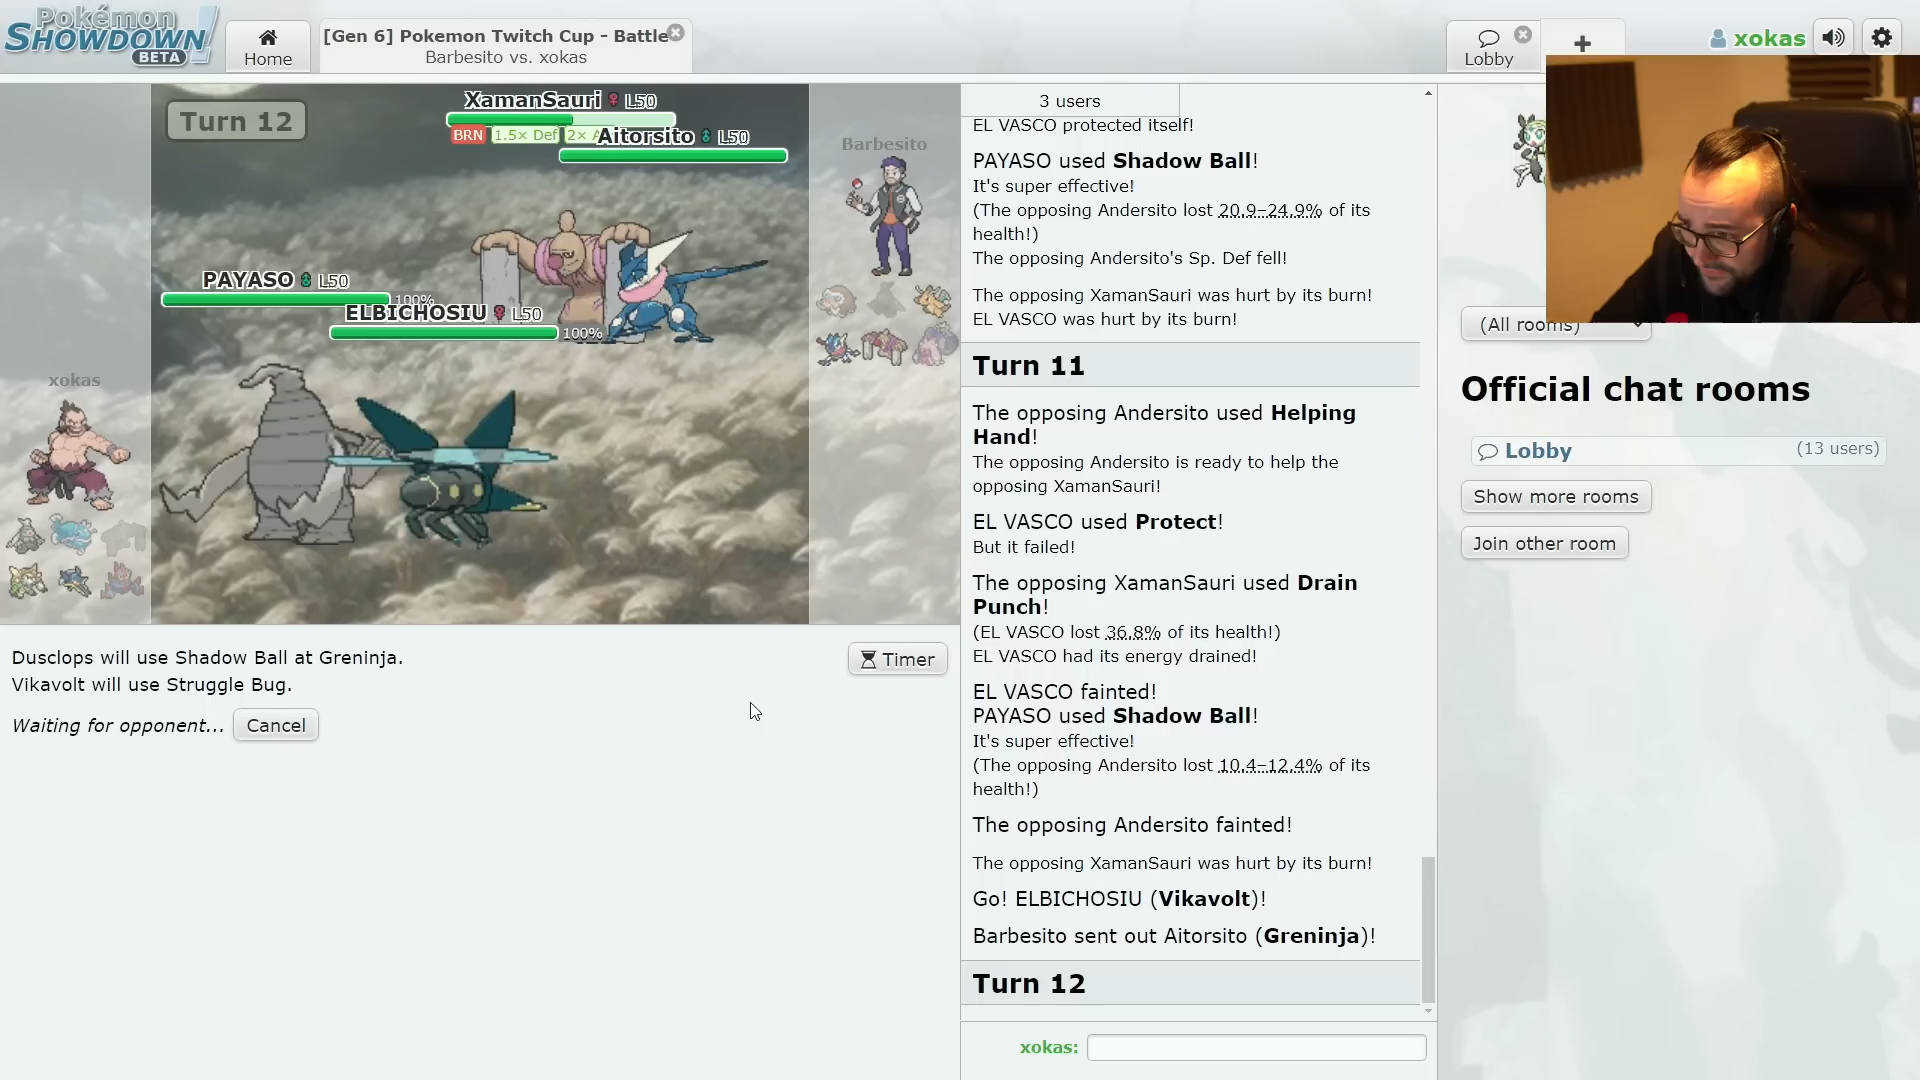 Pokémon
SHOWDOWN!
BETA
Home
[Gen 6] Pokemon Twitch Cup - Battle
Barbesito vs. xokas
Lobby
xokas
Turn 12
XamanSauri L50
BRN 1.5× Def 2× A
Aitorsito L50
PAYASO L50
100%
ELBICHOSIU L50
100%
Barbesito
xokas
Dusclops will use Shadow Ball at Greninja.
Vikavolt will use Struggle Bug.
Waiting for opponent... Cancel
Timer
3 users
EL VASCO protected itself!
PAYASO used Shadow Ball!
It's super effective!
(The opposing Andersito lost 20.9–24.9% of its
health!)
The opposing Andersito's Sp. Def fell!
The opposing XamanSauri was hurt by its burn!
EL VASCO was hurt by its burn!
Turn 11
The opposing Andersito used Helping
Hand!
The opposing Andersito is ready to help the
opposing XamanSauri!
EL VASCO used Protect!
But it failed!
The opposing XamanSauri used Drain
Punch!
(EL VASCO lost 36.8% of its health!)
EL VASCO had its energy drained!
EL VASCO fainted!
PAYASO used Shadow Ball!
It's super effective!
(The opposing Andersito lost 10.4–12.4% of its
health!)
The opposing Andersito fainted!
The opposing XamanSauri was hurt by its burn!
Go! ELBICHOSIU (Vikavolt)!
Barbesito sent out Aitorsito (Greninja)!
Turn 12
xokas:
(All rooms)
Official chat rooms
Lobby (13 users)
Show more rooms
Join other room